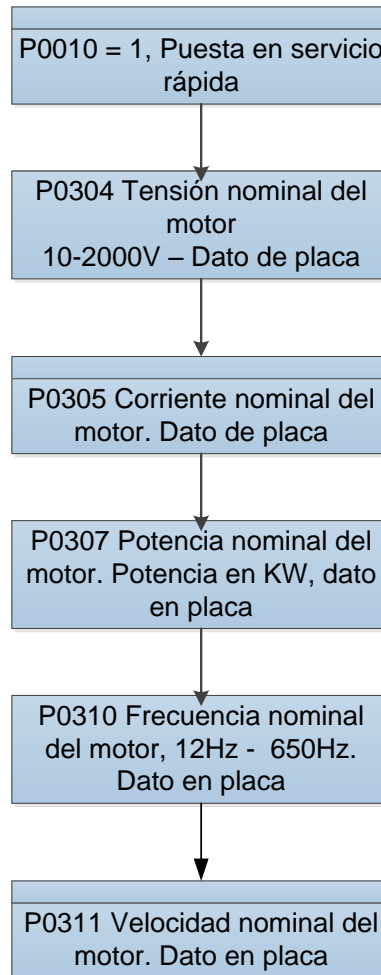 P0010 = 1, Puesta en servicio
rápida
P0304 Tensión nominal del
motor
10-2000V – Dato de placa
P0305 Corriente nominal del
motor. Dato de placa
P0307 Potencia nominal del
motor. Potencia en KW, dato
en placa
P0310 Frecuencia nominal
del motor, 12Hz -  650Hz.
Dato en placa
P0311 Velocidad nominal del
motor. Dato en placa